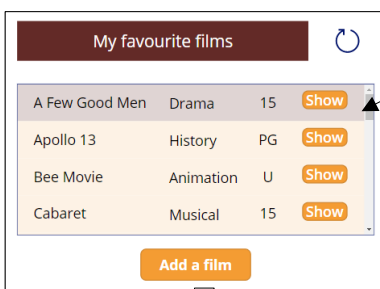 My favourite films
A Few Good Men Drama 15 Show
Apollo 13 History PG Show
Bee Movie Animation U Show
Cabaret Musical 15 Show
Add a film